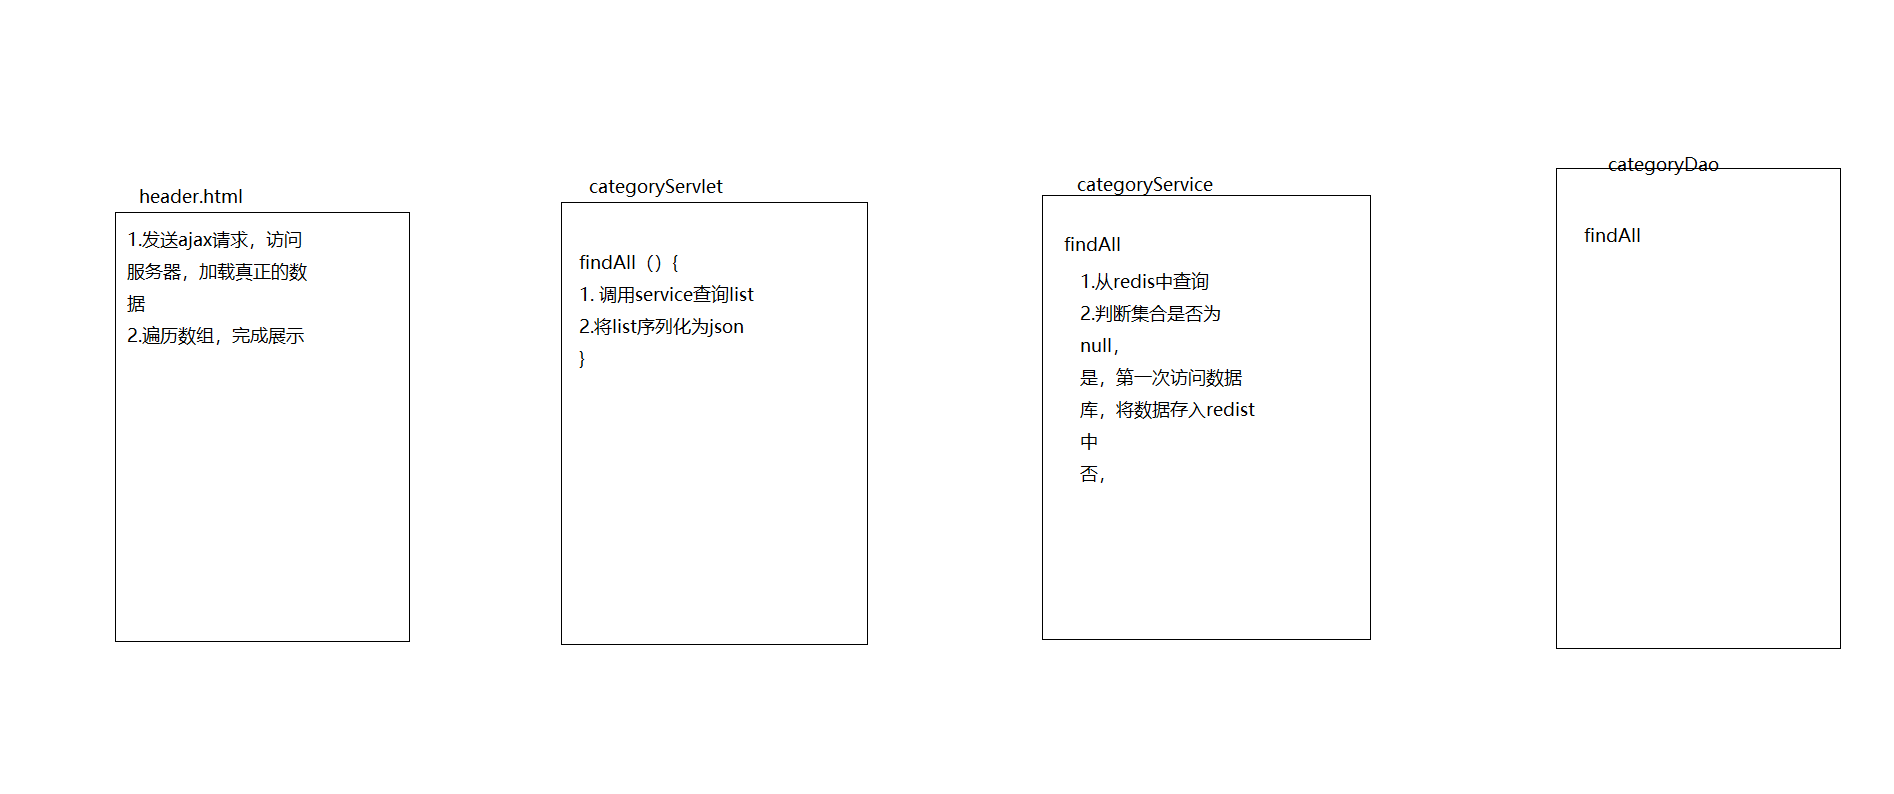 header.html
1.发送ajax请求，访问
服务器，加载真正的数
据
2.遍历数组，完成展示
categoryServlet
findAll（）{
1. 调用service查询list
2.将list序列化为json
}
categoryService
findAll
1.从redis中查询
2.判断集合是否为
null，
是，第一次访问数据
库，将数据存入redist
中
否，
categoryDao
findAll